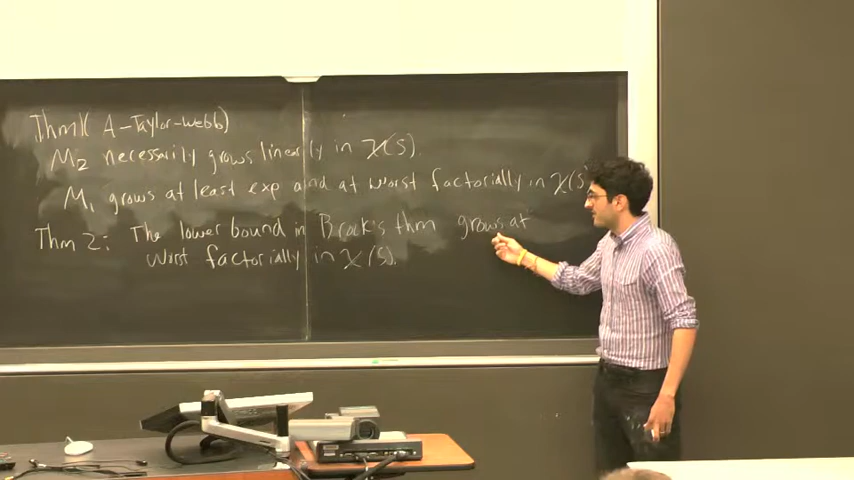 Thm 1 (A-Taylor-Webb)
M₂ necessarily grows linearly in χ(S).
M₁ grows at least exp and at worst factorially in χ(S)
Thm 2: The lower bound in Brock's thm grows at
worst factorially in χ(S).